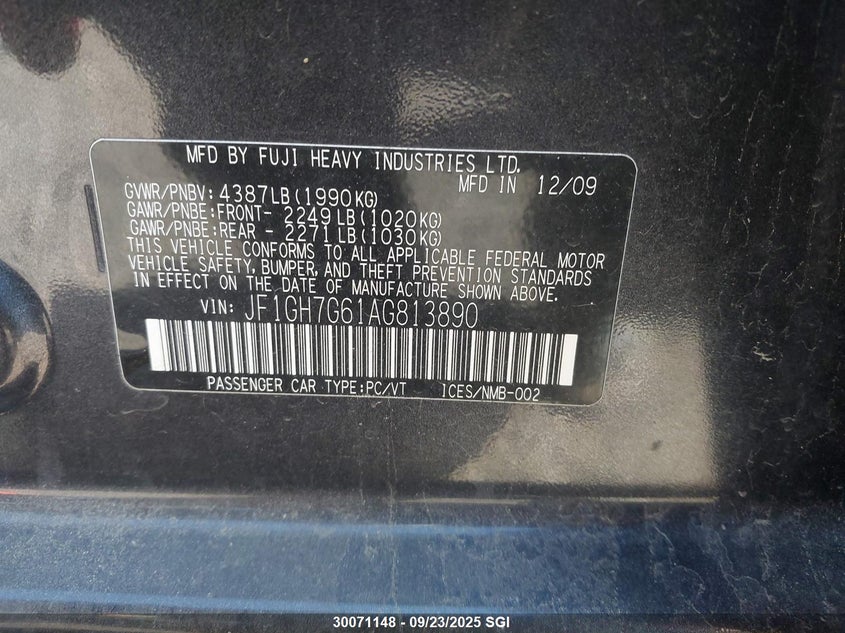 MFD BY FUJI HEAVY INDUSTRIES LTD.
MFD IN 12/09
GVWR/PNBV: 4387LB(1990KG)
GAWR/PNBE:FRONT- 2249LB(1020KG)
GAWR/PNBE:REAR - 2271LB(1030KG)
THIS VEHICLE CONFORMS TO ALL APPLICABLE FEDERAL MOTOR
VEHICLE SAFETY, BUMPER, AND THEFT PREVENTION STANDARDS
IN EFFECT ON THE DATE OF MANUFACTURE SHOWN ABOVE.
VIN: JF1GH7G61AG813890
PASSENGER CAR TYPE:PC/VT ICES/NMB-002
30071148 - 09/23/2025 SGI